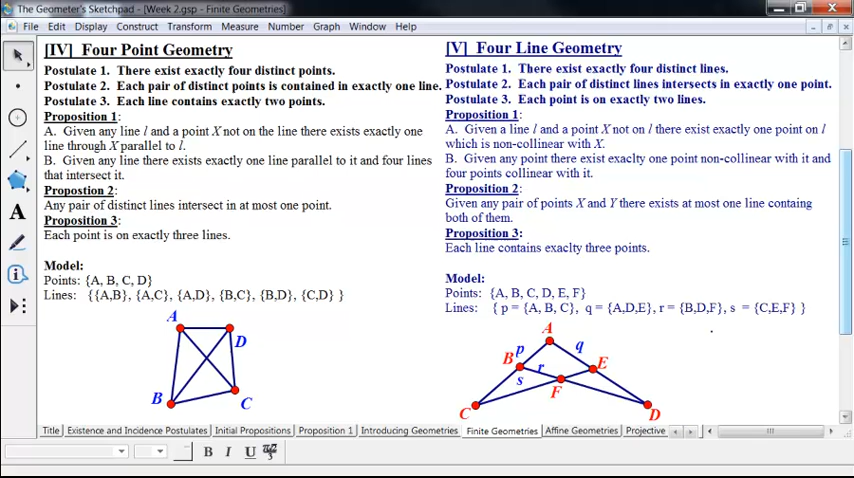 The Geometer's Sketchpad - [Week 2.gsp - Finite Geometries]
File Edit Display Construct Transform Measure Number Graph Window Help
[IV] Four Point Geometry
Postulate 1. There exist exactly four distinct points.
Postulate 2. Each pair of distinct points is contained in exactly one line.
Postulate 3. Each line contains exactly two points.
Proposition 1:
A. Given any line l and a point X not on the line there exists exactly one
line through X parallel to l.
B. Given any line there exists exactly one line parallel to it and four lines
that intersect it.
Propostion 2:
Any pair of distinct lines intersect in at most one point.
Proposition 3:
Each point is on exactly three lines.
Model:
Points: {A, B, C, D}
Lines: {{A,B}, {A,C}, {A,D}, {B,C}, {B,D}, {C,D} }
A
D
B
C
[V] Four Line Geometry
Postulate 1. There exist exactly four distinct lines.
Postulate 2. Each pair of distinct lines intersects in exactly one point.
Postulate 3. Each point is on exactly two lines.
Proposition 1:
A. Given a line l and a point X not on l there exist exactly one point on l
which is non-collinear with X.
B. Given any point there exist exaclty one point non-collinear with it and
four points collinear with it.
Propostion 2:
Given any pair of points X and Y there exists at most one line containg
both of them.
Proposition 3:
Each line contains exaclty three points.
Model:
Points: {A, B, C, D, E, F}
Lines: { p = {A, B, C}, q = {A,D,E}, r = {B,D,F}, s = {C,E,F} }
A
p q
B r E
s
F
C D
Title Existence and Incidence Postulates Initial Propositions Proposition 1 Introducing Geometries Finite Geometries Affine Geometries Projective
A
B I U